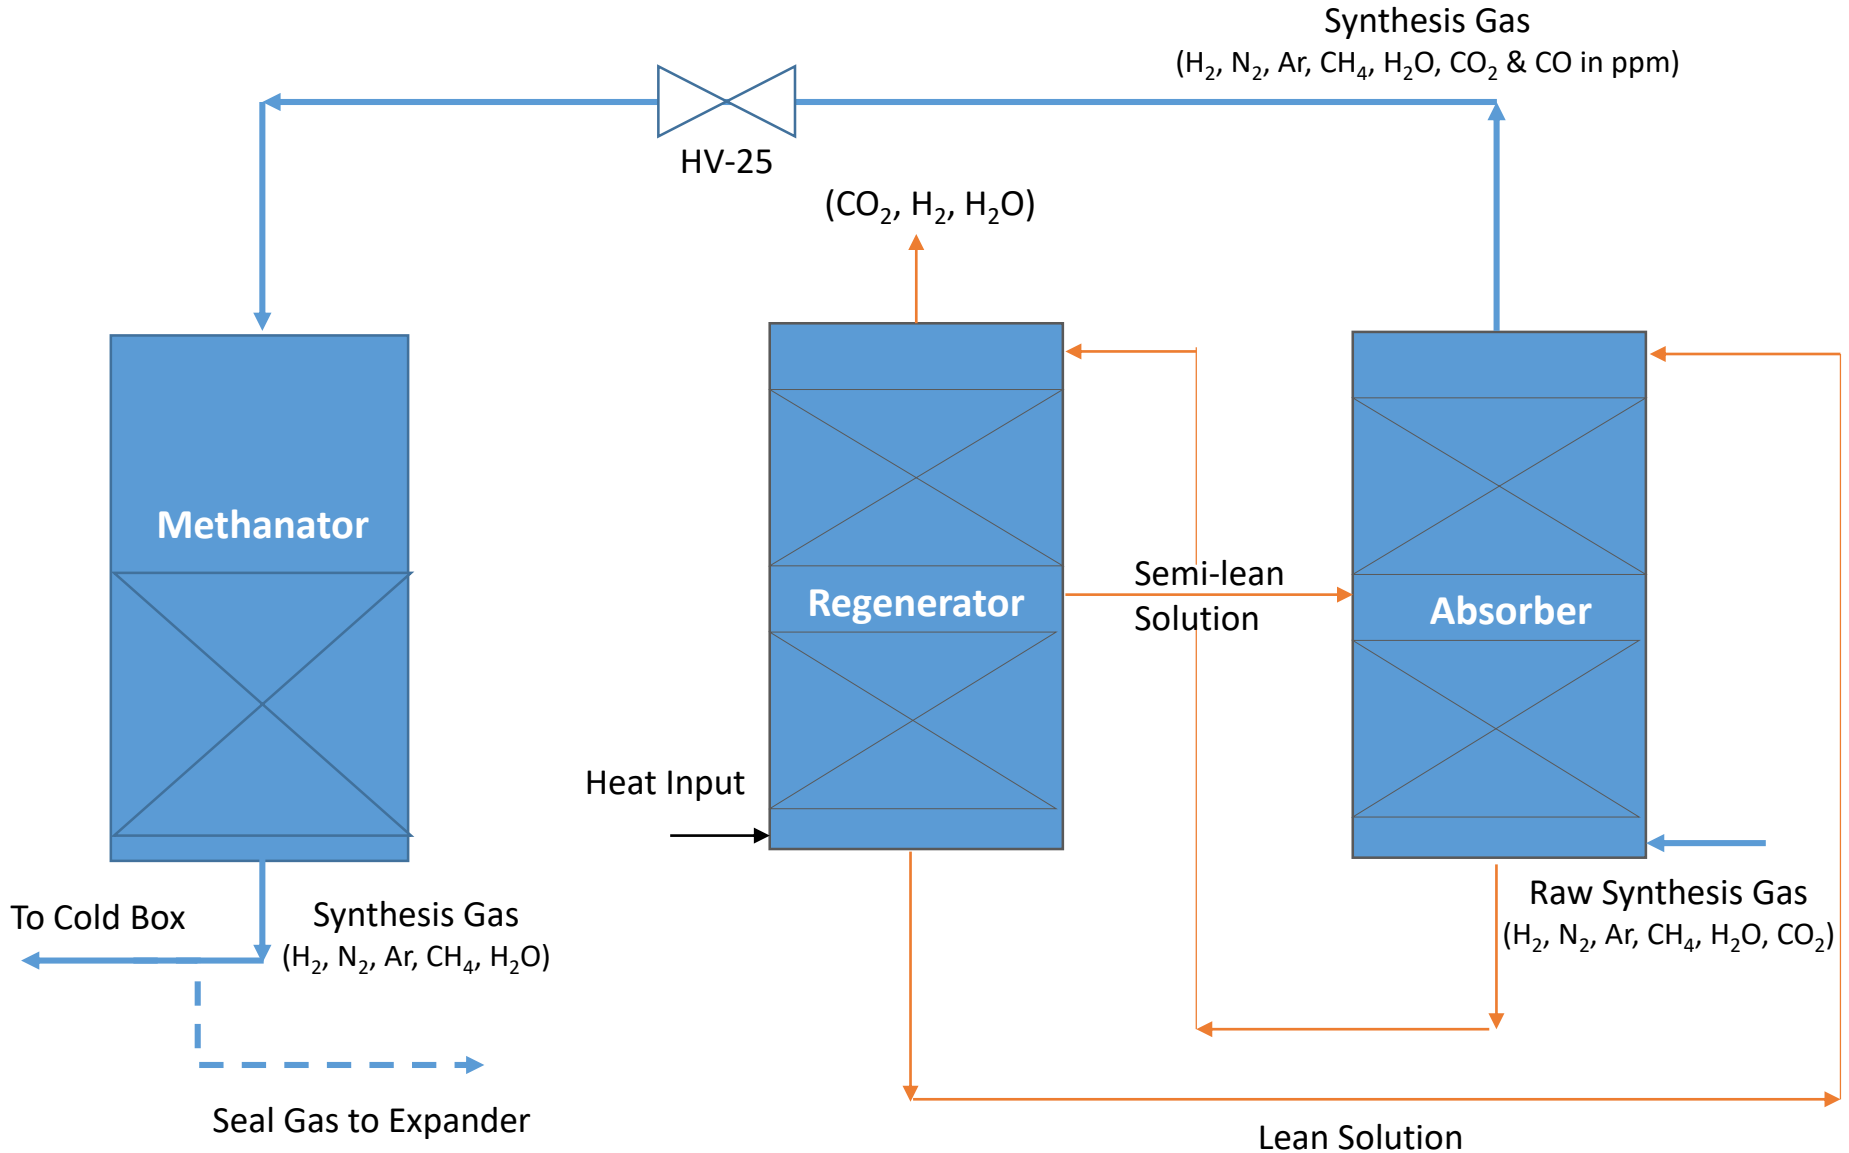 Synthesis Gas
(H₂, N₂, Ar, CH₄, H₂O, CO₂ & CO in ppm)
HV-25
(CO₂, H₂, H₂O)
Methanator
Regenerator
Semi-lean
Solution
Absorber
Heat Input
To Cold Box
Synthesis Gas
(H₂, N₂, Ar, CH₄, H₂O)
Raw Synthesis Gas
(H₂, N₂, Ar, CH₄, H₂O, CO₂)
Seal Gas to Expander
Lean Solution